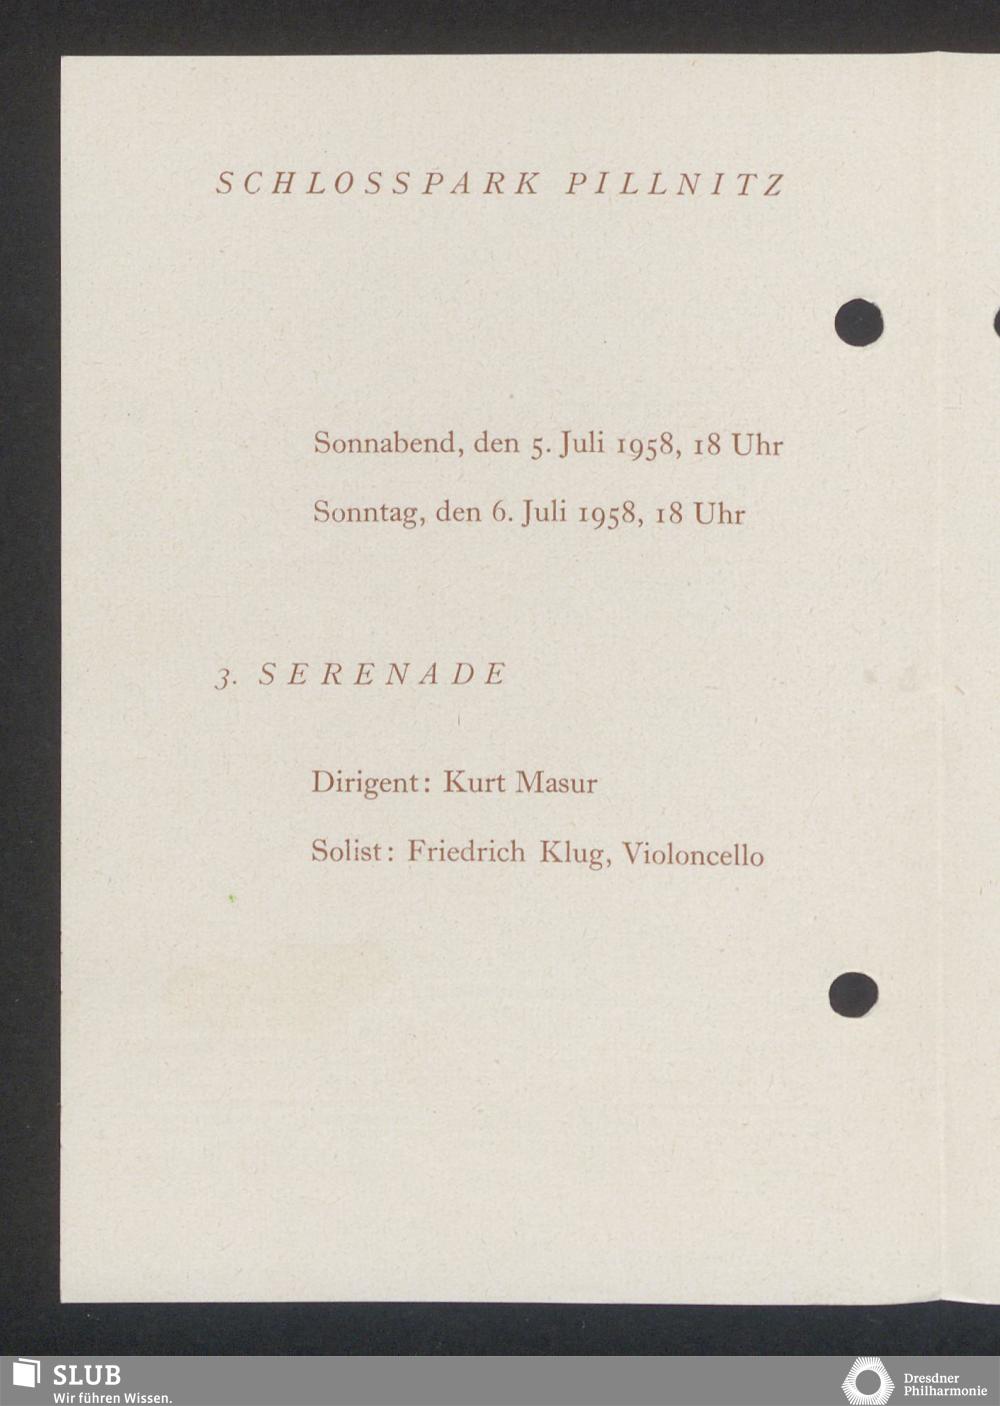 SCHLOSSPARK PILLNITZ
Sonnabend, den 5. Juli 1958, 18 Uhr
Sonntag, den 6. Juli 1958, 18 Uhr
3. SERENADE
Dirigent: Kurt Masur
Solist: Friedrich Klug, Violoncello
SLUB
Wir führen Wissen.
Dresdner
Philharmonie